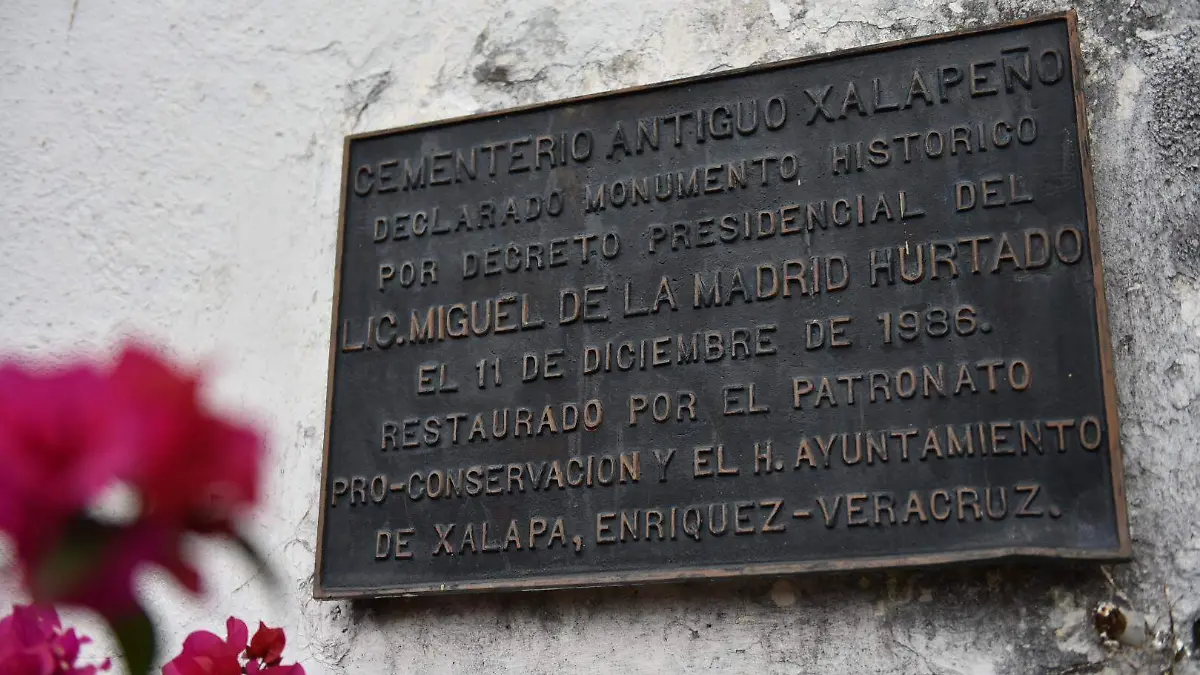 CEMENTERIO ANTIGUO XALAPEÑO
DECLARADO MONUMENTO HISTORICO
POR DECRETO PRESIDENCIAL DEL
LIC. MIGUEL DE LA MADRID HURTADO
EL 11 DE DICIEMBRE DE 1986.
RESTAURADO POR EL PATRONATO
PRO-CONSERVACION Y EL H. AYUNTAMIENTO
DE XALAPA, ENRIQUEZ-VERACRUZ.